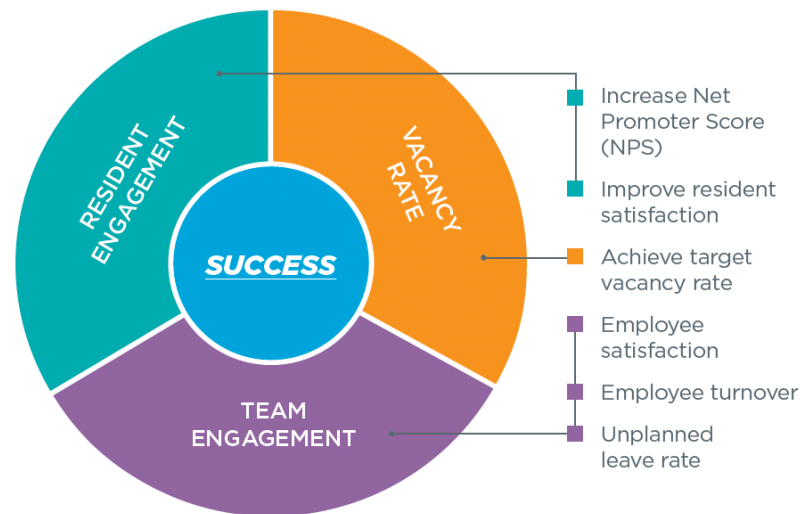 RESIDENT
ENGAGEMENT
VACANCY
RATE
SUCCESS
TEAM
ENGAGEMENT
Increase Net
Promoter Score
(NPS)
Improve resident
satisfaction
Achieve target
vacancy rate
Employee
satisfaction
Employee turnover
Unplanned
leave rate